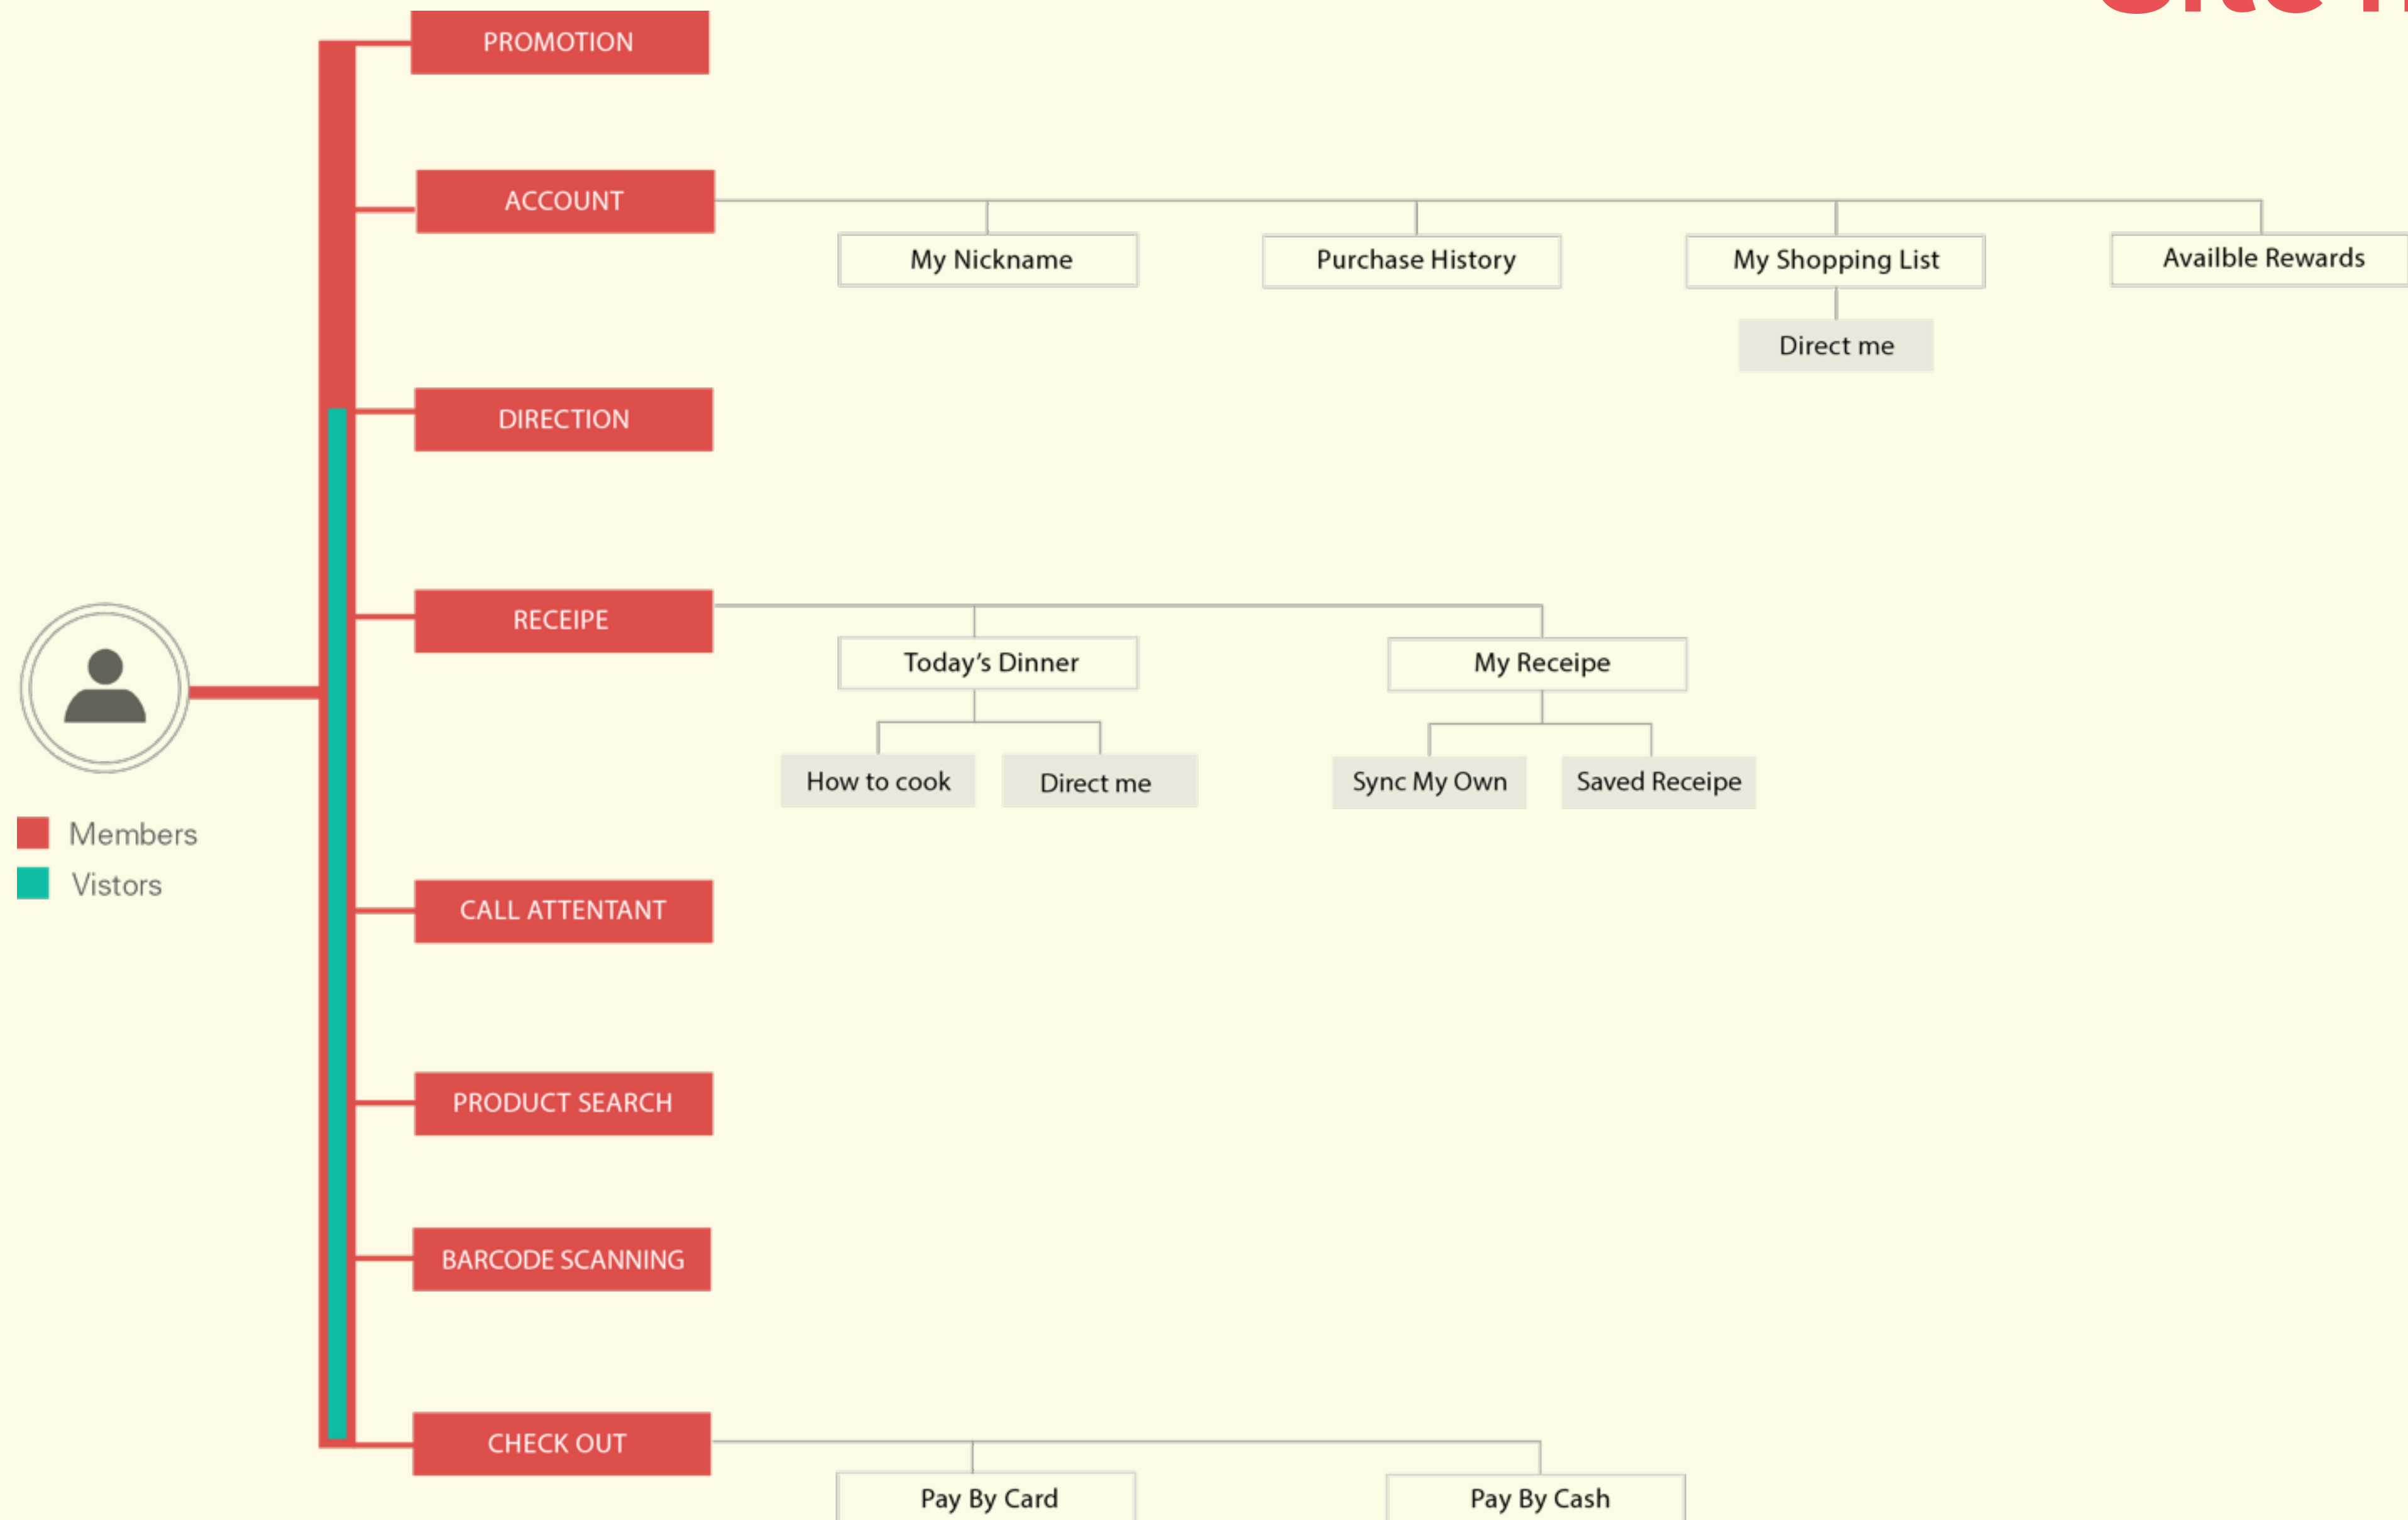 PROMOTION
ACCOUNT
My Nickname
Purchase History
My Shopping List
Availble Rewards
Direct me
DIRECTION
RECEIPE
Today's Dinner
My Receipe
How to cook
Direct me
Sync My Own
Saved Receipe
Members
Vistors
CALL ATTENTANT
PRODUCT SEARCH
BARCODE SCANNING
CHECK OUT
Pay By Card
Pay By Cash